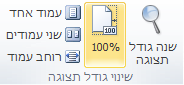 שנה גודל
תצוגה
100
100%
עמוד אחד
שני עמודים
רוחב עמוד
שינוי גודל תצוגה